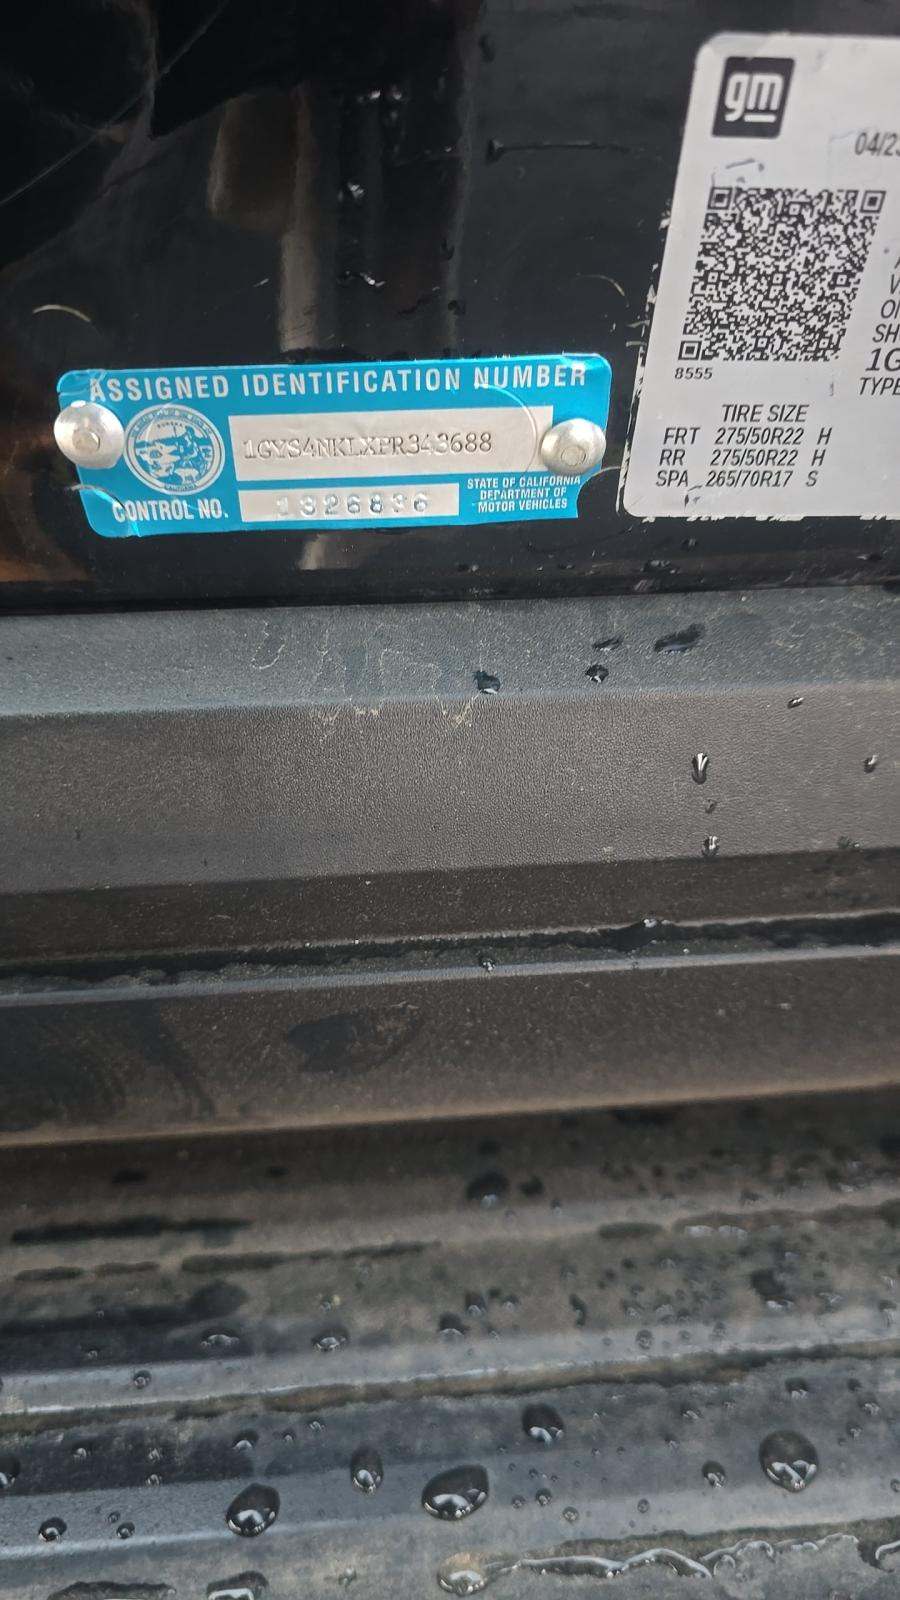 gm
04/23
8555
1G
TYPE
TIRE SIZE
FRT 275/50R22 H
RR 275/50R22 H
SPA 265/70R17 S
ASSIGNED IDENTIFICATION NUMBER
1GYS4NKLXPR343688
CONTROL NO. 1326836
STATE OF CALIFORNIA
DEPARTMENT OF
MOTOR VEHICLES